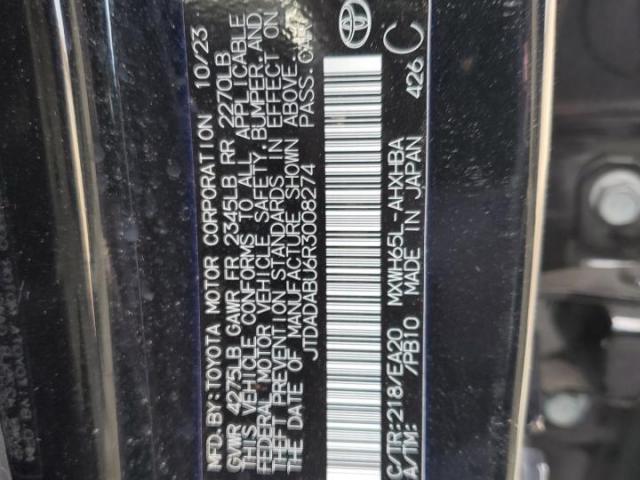 MFD.BY:TOYOTA MOTOR CORPORATION 10/23
GVWR 4275LB GAWR FR 2345LB RR 2270LB
THIS VEHICLE CONFORMS TO ALL APPLICABLE
FEDERAL MOTOR VEHICLE SAFETY, BUMPER, AND
THEFT PREVENTION STANDARDS IN EFFECT ON
THE DATE OF MANUFACTURE SHOWN ABOVE.
JTDADABU6R3008274 PASS. CAR
C/TR:218/EA20 MXWH65L-AHXHBA 426 C
A/TM: /PB10 MADE IN JAPAN